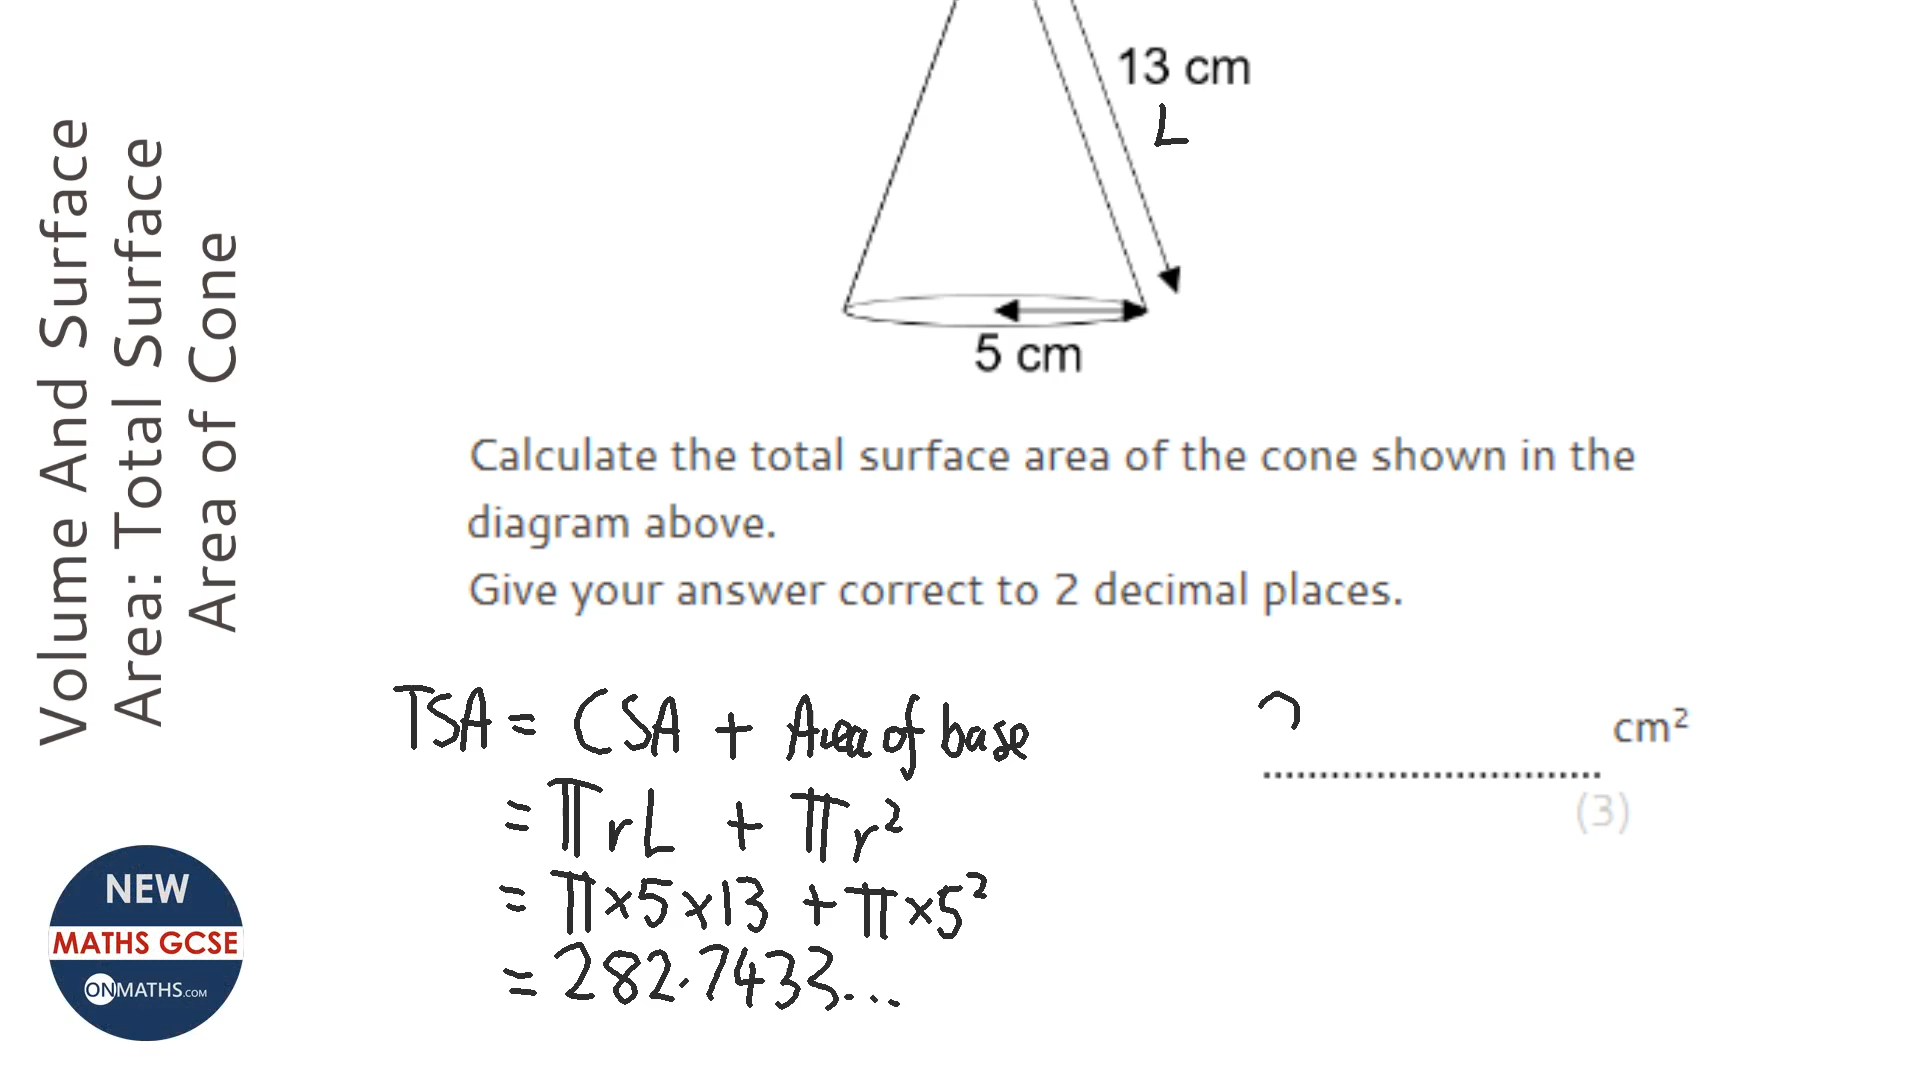 Volume And Surface
Area: Total Surface
Area of Cone
13 cm
L
5 cm
Calculate the total surface area of the cone shown in the
diagram above.
Give your answer correct to 2 decimal places.
TSA = CSA + Area of base
= πrL + πr²
= π×5×13 + π×5²
= 282.7433...
cm²
(3)
NEW
MATHS GCSE
ONMATHS.COM